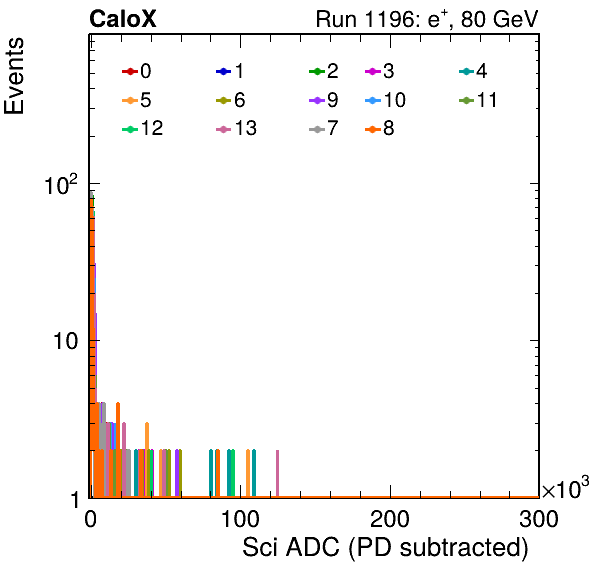 CaloX Run 1196: e⁺, 80 GeV
Events
0 1 2 3 4
5 6 9 10 11
12 13 7 8
10²
10
1
0 100 200 300
×10³
Sci ADC (PD subtracted)